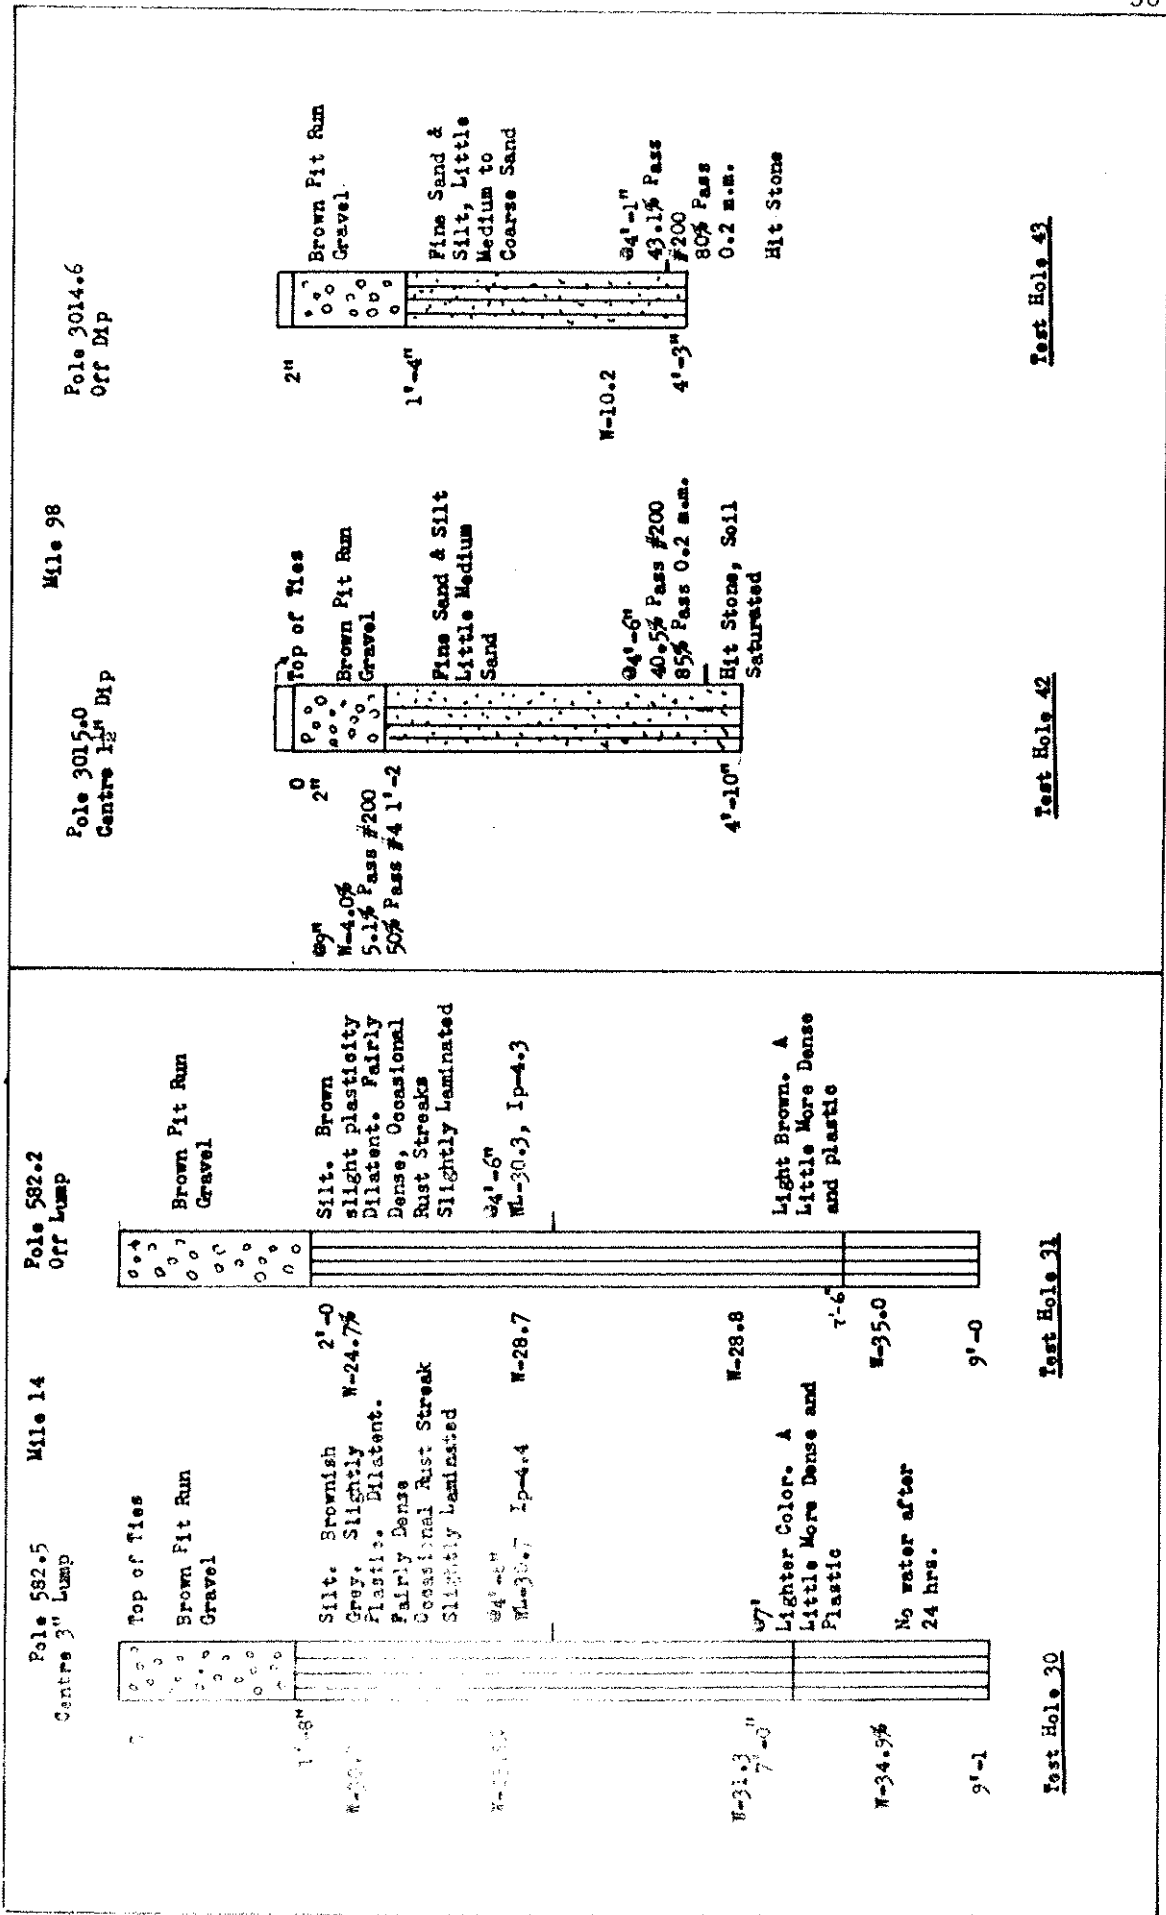 Mile 14
Pole 582.5
Centre 3" Lump
Top of Ties
Brown Pit Run
Gravel
1'-8"
Silt. Brownish
Grey. Slightly
Plastic. Dilatent.
Fairly Dense
Occasional Rust Streak
Slightly Laminated
Ip-4.4
W-31.3
7'-0"
@7'
Lighter Color. A
Little More Dense and
Plastic
W-34.9%
No water after
24 hrs.
9'-1
Test Hole 30
Pole 582.2
Off Lump
Brown Pit Run
Gravel
2'-0
W-24.7%
Silt. Brown
slight plasticity
Dilatent. Fairly
Dense, Occasional
Rust Streaks
Slightly Laminated
@4'-6"
WL-30.3, Ip-4.3
W-28.7
W-28.8
7'-6"
Light Brown. A
Little More Dense
and plastic
W-35.0
9'-0
Test Hole 31
Mile 98
Pole 3015.0
Centre 1½" Dip
Top of Ties
0
2"
Brown Pit Run
Gravel
@9"
W-4.0%
5.1% Pass #200
50% Pass #4
1'-2
Fine Sand & Silt
Little Medium
Sand
@4'-6"
40.5% Pass #200
85% Pass 0.2 m.m.
4'-10"
Hit Stone, Soil
Saturated
Test Hole 42
Pole 3014.6
Off Dip
2"
Brown Pit Run
Gravel
1'-4"
Fine Sand &
Silt, Little
Medium to
Coarse Sand
W-10.2
@4'-1"
43.1% Pass
#200
80% Pass
0.2 m.m.
4'-3"
Hit Stone
Test Hole 43